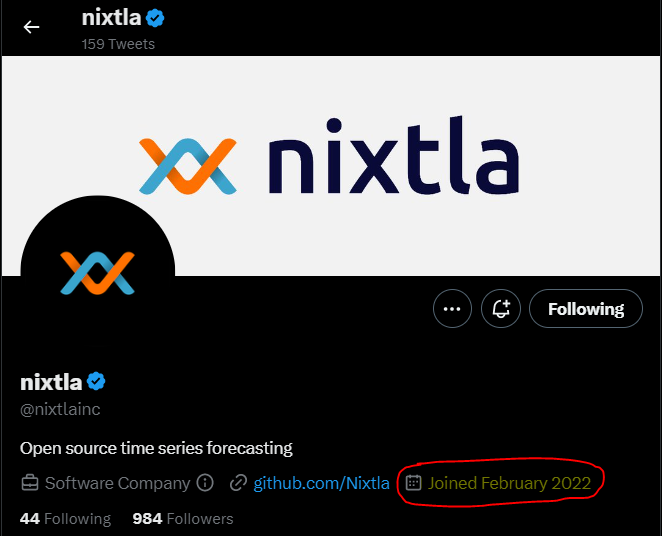 nixtla
159 Tweets
nixtla
Following
nixtla
@nixtlainc
Open source time series forecasting
Software Company github.com/Nixtla Joined February 2022
44 Following 984 Followers